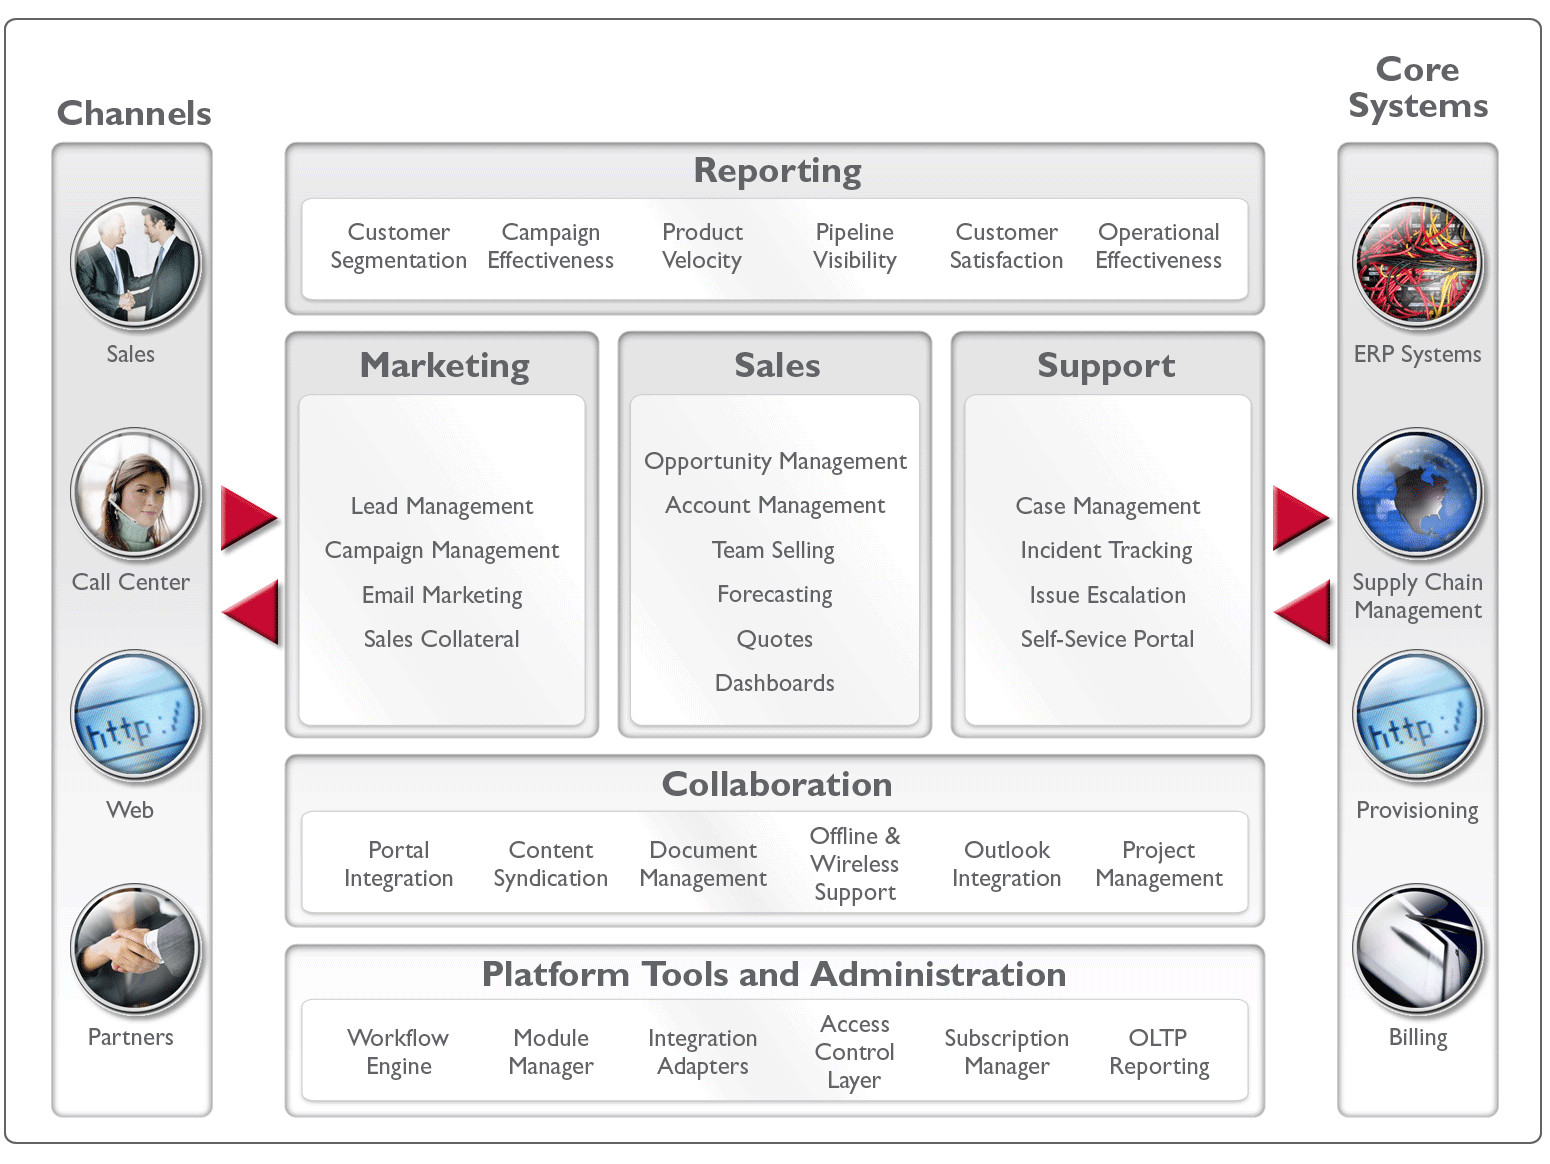 Channels
Sales
Call Center
http://
Web
Partners
Reporting
Customer
Segmentation
Campaign
Effectiveness
Product
Velocity
Pipeline
Visibility
Customer
Satisfaction
Operational
Effectiveness
Marketing
Lead Management
Campaign Management
Email Marketing
Sales Collateral
Sales
Opportunity Management
Account Management
Team Selling
Forecasting
Quotes
Dashboards
Support
Case Management
Incident Tracking
Issue Escalation
Self-Sevice Portal
Collaboration
Portal
Integration
Content
Syndication
Document
Management
Offline &
Wireless
Support
Outlook
Integration
Project
Management
Platform Tools and Administration
Workflow
Engine
Module
Manager
Integration
Adapters
Access
Control
Layer
Subscription
Manager
OLTP
Reporting
Core
Systems
ERP Systems
Supply Chain
Management
http://
Provisioning
Billing